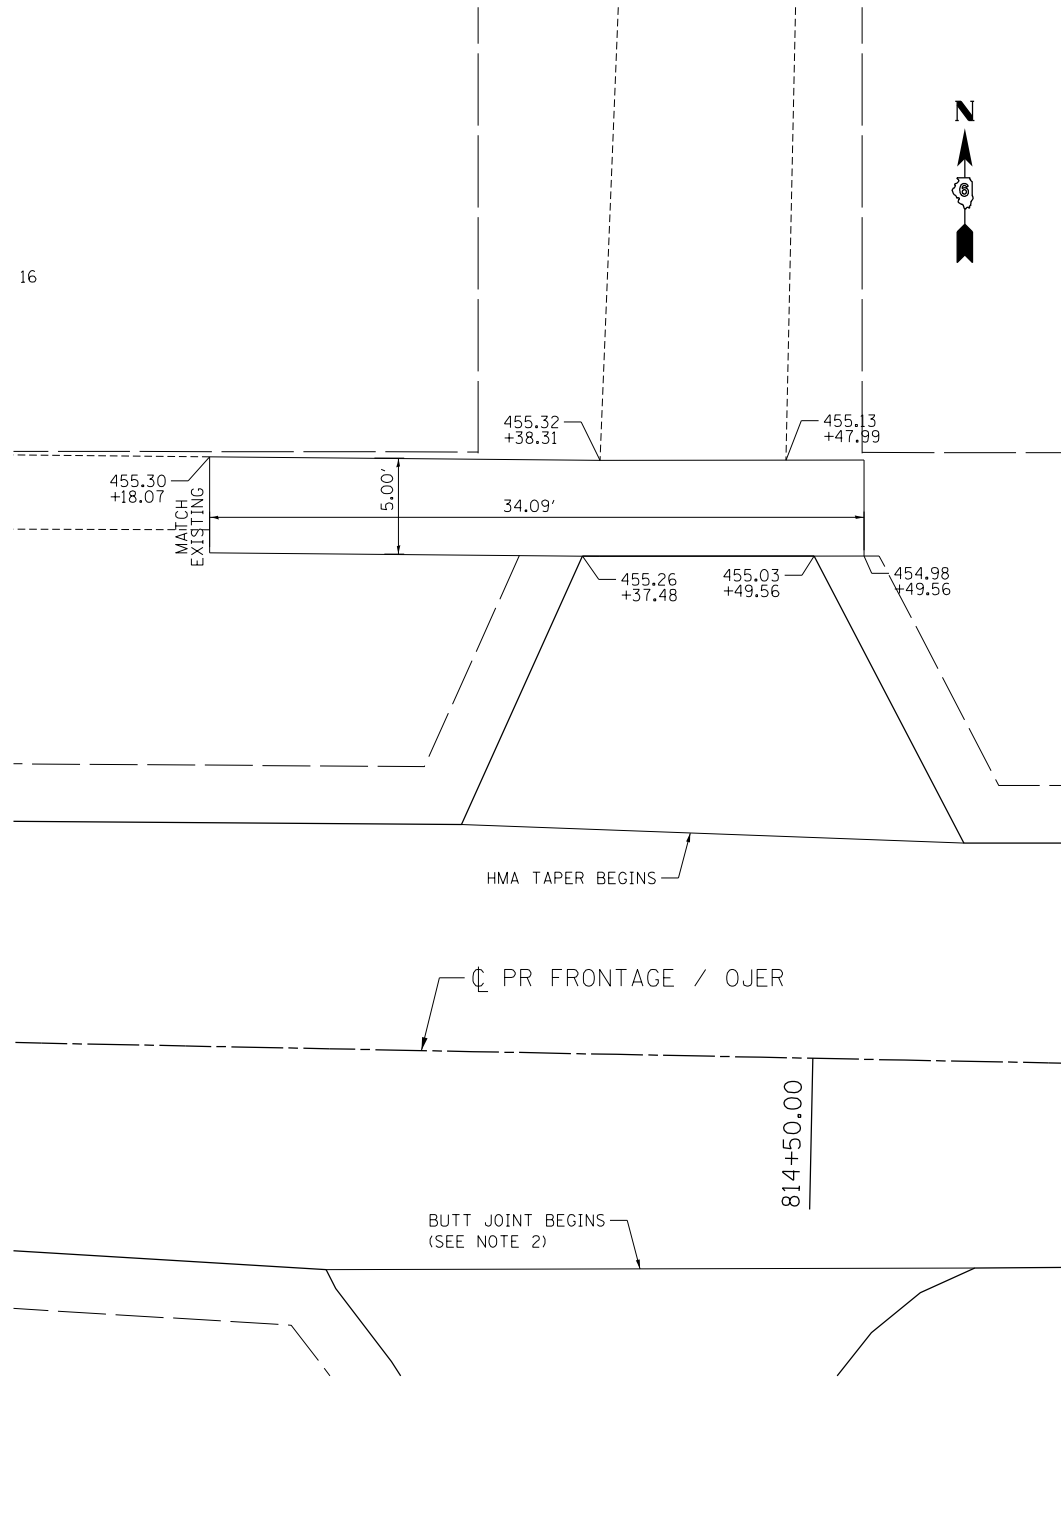 N
6
16
455.32
+38.31
455.13
+47.99
455.30
+18.07
MATCH
EXISTING
5.00'
34.09'
455.26
+37.48
455.03
+49.56
454.98
+49.56
HMA TAPER BEGINS
℄ PR FRONTAGE / OJER
814+50.00
BUTT JOINT BEGINS
(SEE NOTE 2)